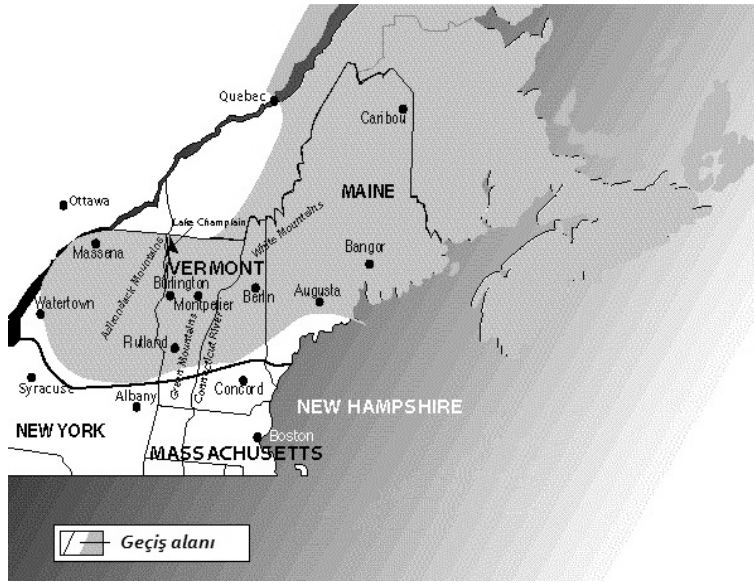 Quebec
Caribou
MAINE
Ottawa
Lake Champlain
White Mountains
Massena
Adirondack Mountains
Bangor
VERMONT
Burlington
Berlin
Augusta
Montpelier
Watertown
Rutland
Green Mountains
Connecticut River
Syracuse
Concord
Albany
NEW HAMPSHIRE
NEW YORK
Boston
MASSACHUSETTS
Geçiş alanı